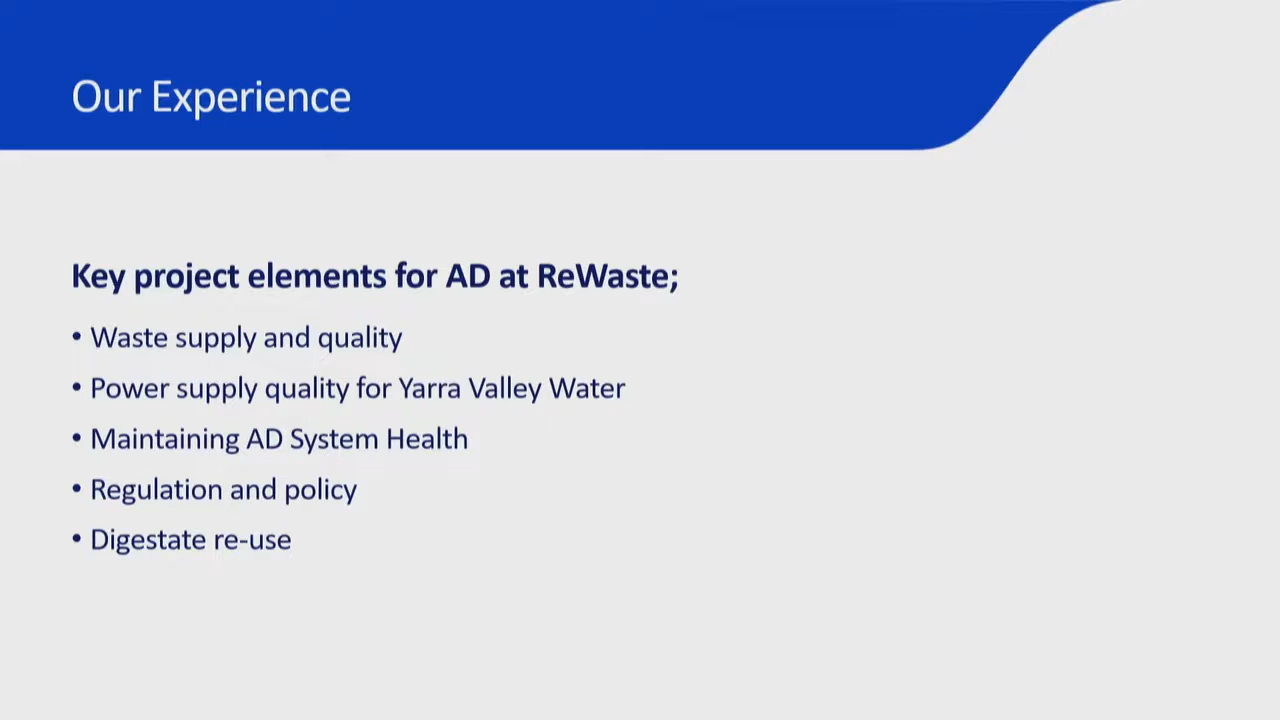 Our Experience
Key project elements for AD at ReWaste;
• Waste supply and quality
• Power supply quality for Yarra Valley Water
• Maintaining AD System Health
• Regulation and policy
• Digestate re-use